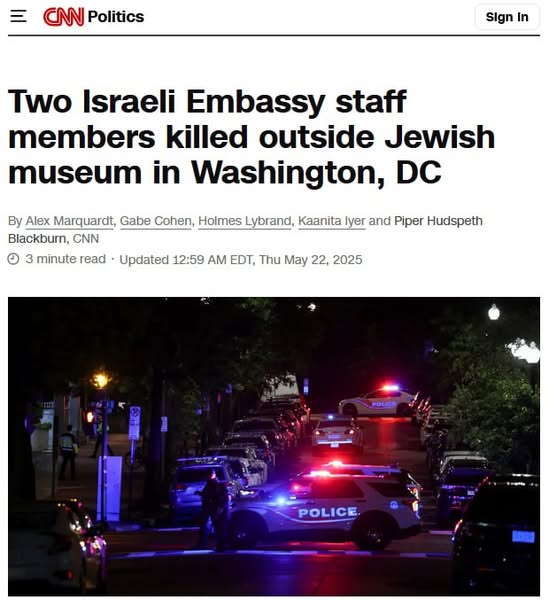 CNN Politics Sign in
Two Israeli Embassy staff
members killed outside Jewish
museum in Washington, DC
By Alex Marquardt, Gabe Cohen, Holmes Lybrand, Kaanita Iyer and Piper Hudspeth
Blackburn, CNN
3 minute read · Updated 12:59 AM EDT, Thu May 22, 2025
POLICE
POLICE